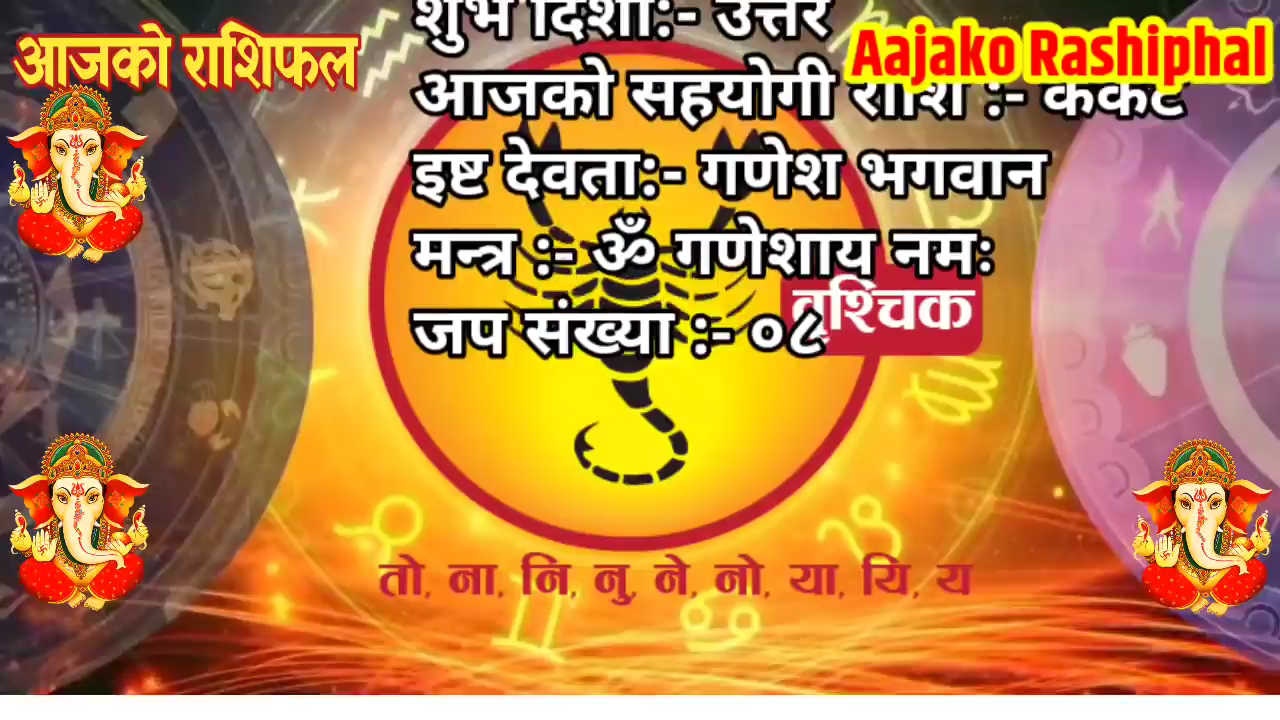 आजको राशिफल
Aajako Rashiphal
शुभ दिशा:- उत्तर
आजको सहयोगी राशि :- कर्कट
इष्ट देवता:- गणेश भगवान
मन्त्र :- ॐ गणेशाय नमः
जप संख्या :- ०८
वृश्चिक
तो, ना, नि, नु, ने, नो, या, यि, य